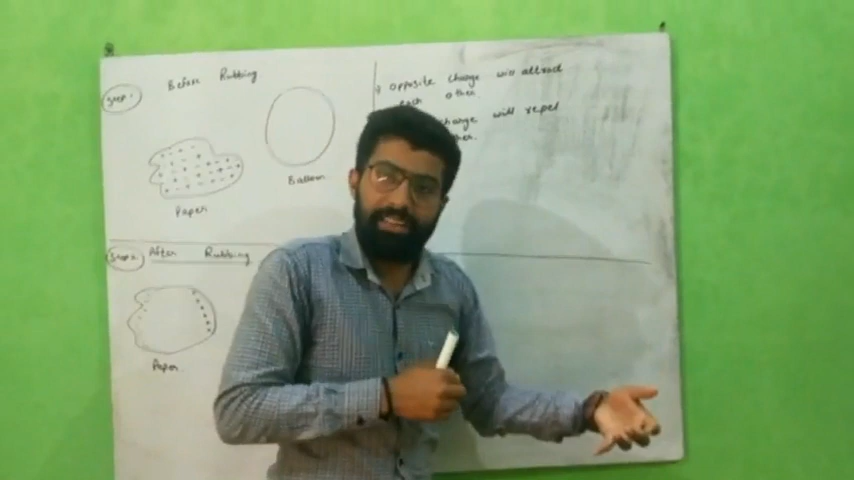 Step 1
Before Rubbing
Balloon
Paper
opposite charge will attract
each other
charge will repel
Step 2
After Rubbing
Paper